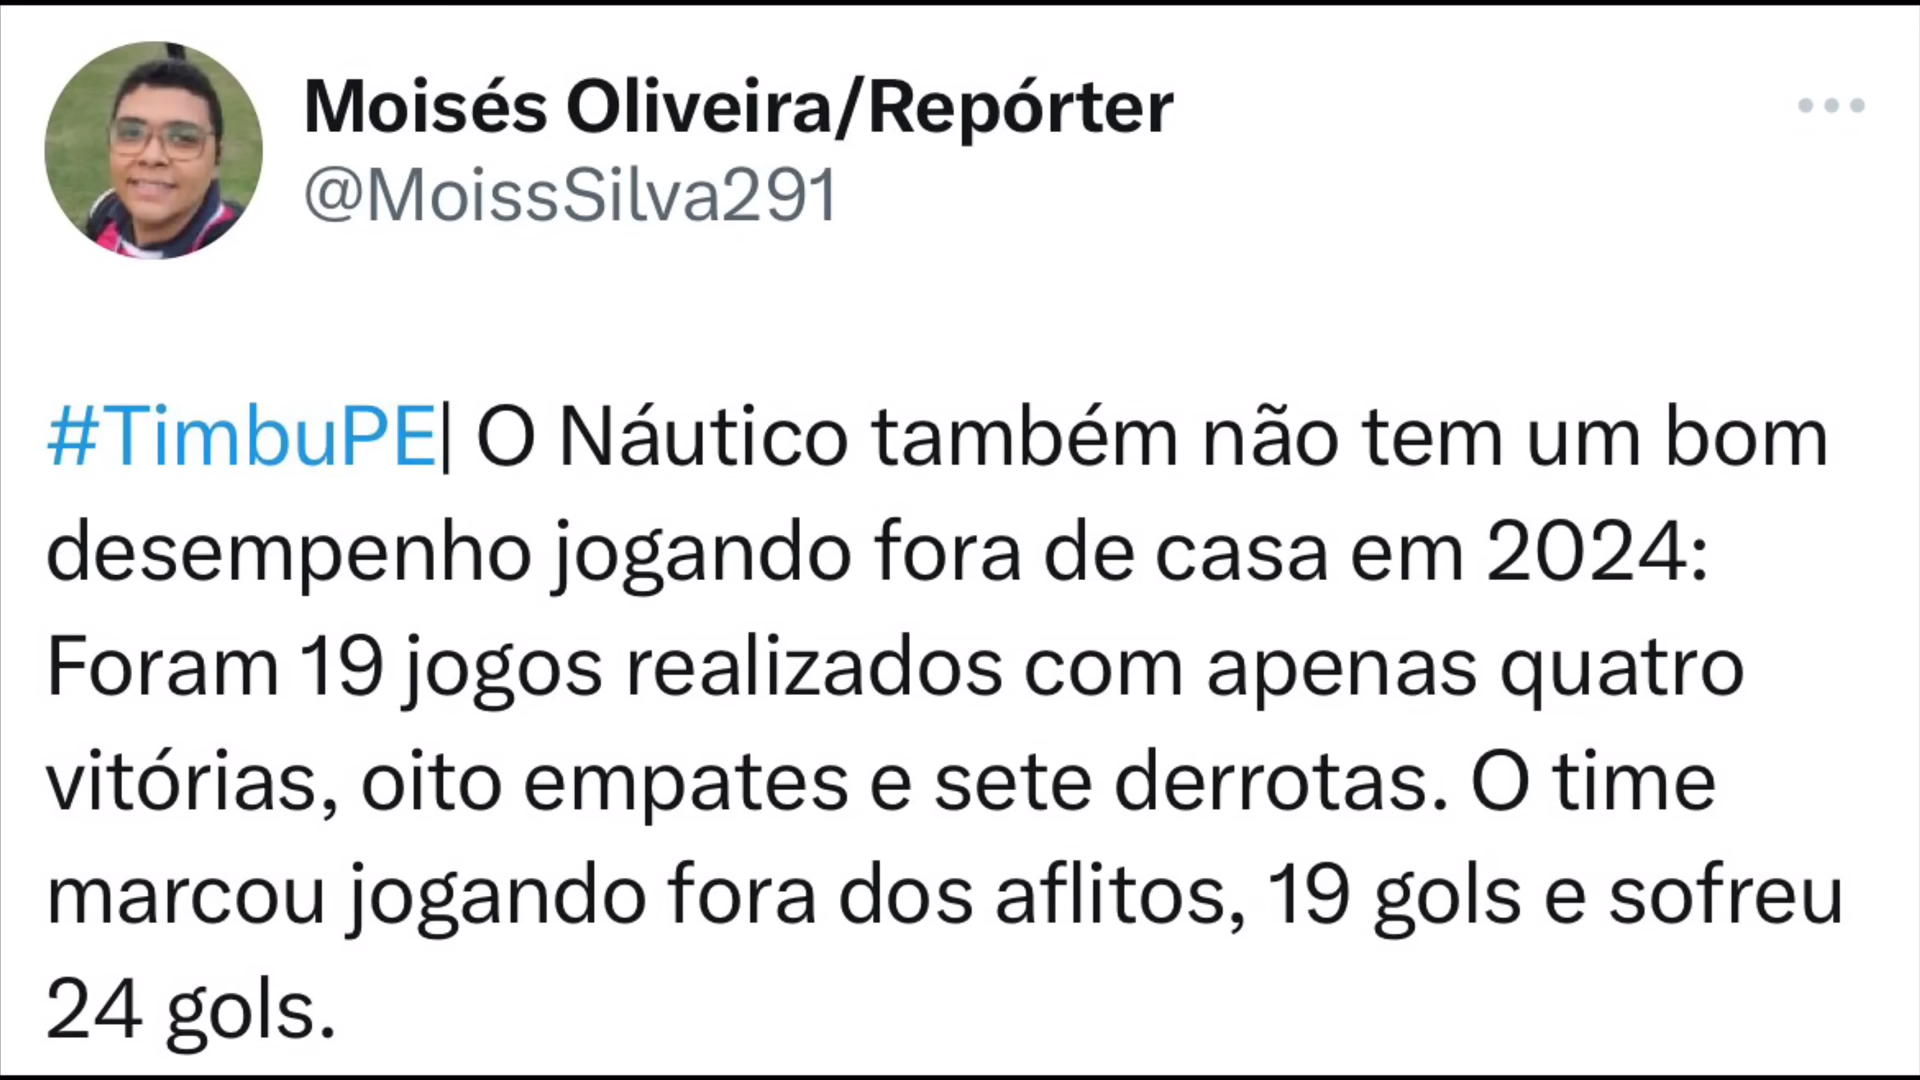 Moisés Oliveira/Repórter
@MoissSilva291
#TimbuPE| O Náutico também não tem um bom
desempenho jogando fora de casa em 2024:
Foram 19 jogos realizados com apenas quatro
vitórias, oito empates e sete derrotas. O time
marcou jogando fora dos aflitos, 19 gols e sofreu
24 gols.